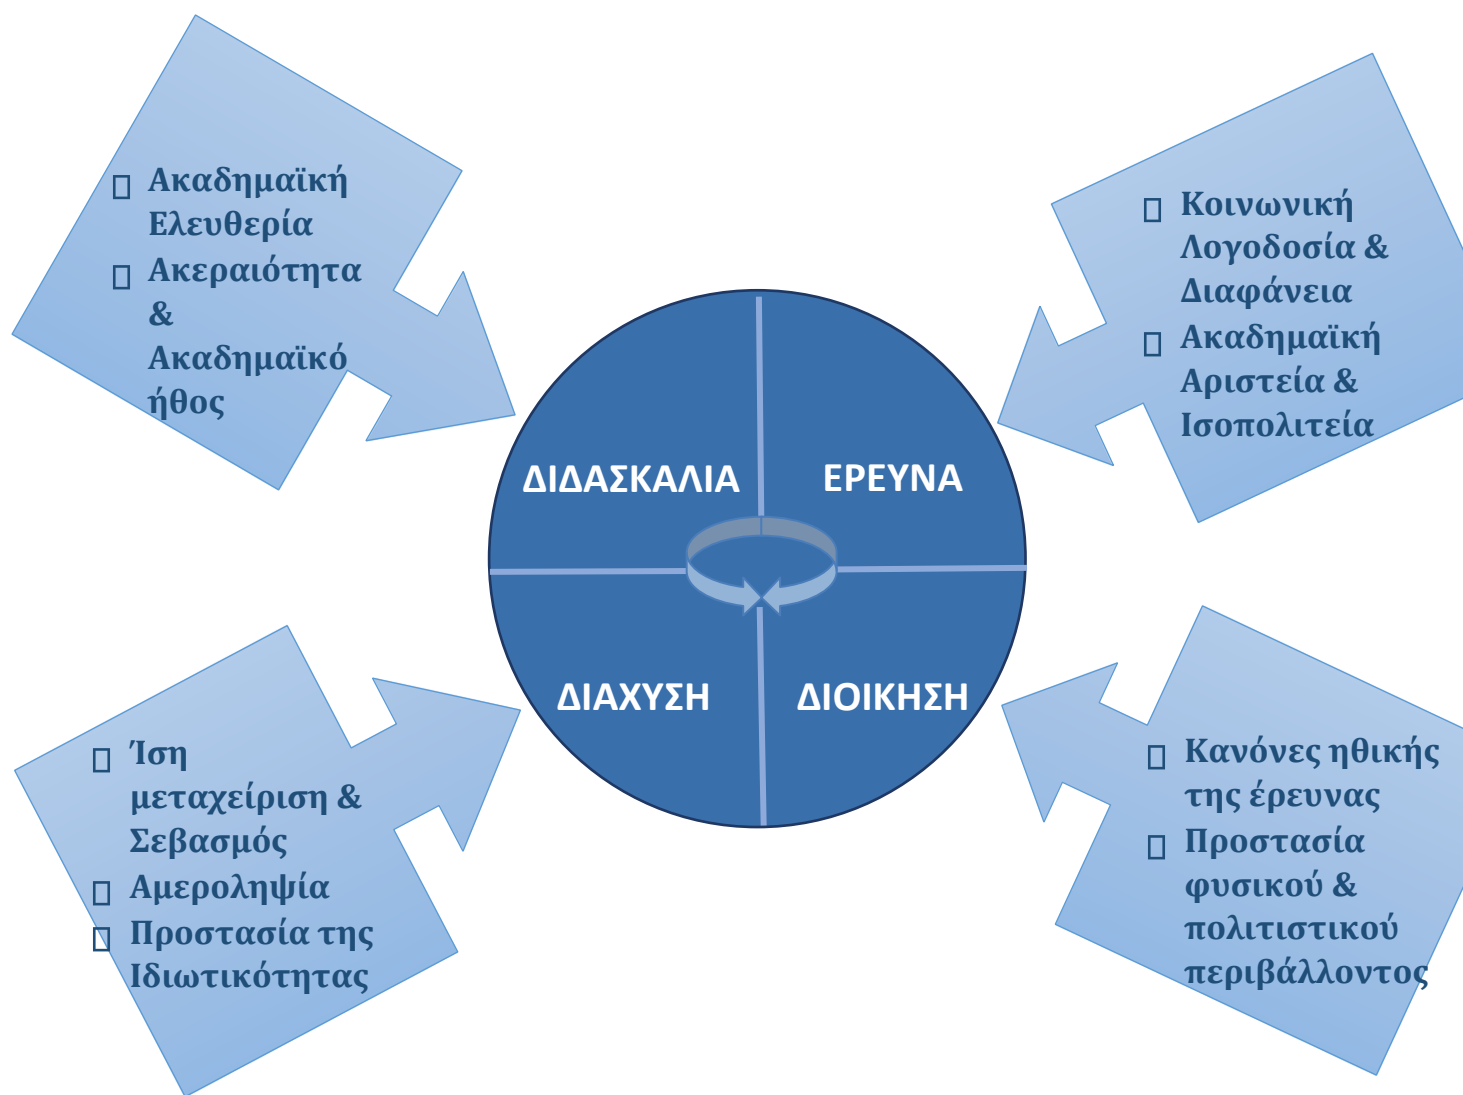 Ακαδημαϊκή
Ελευθερία
Ακεραιότητα
&
Ακαδημαϊκό
ήθος
Κοινωνική
Λογοδοσία &
Διαφάνεια
Ακαδημαϊκή
Αριστεία &
Ισοπολιτεία
ΔΙΔΑΣΚΑΛΙΑ
ΕΡΕΥΝΑ
ΔΙΑΧΥΣΗ
ΔΙΟΙΚΗΣΗ
Ίση
μεταχείριση &
Σεβασμός
Αμεροληψία
Προστασία της
Ιδιωτικότητας
Κανόνες ηθικής
της έρευνας
Προστασία
φυσικού &
πολιτιστικού
περιβάλλοντος